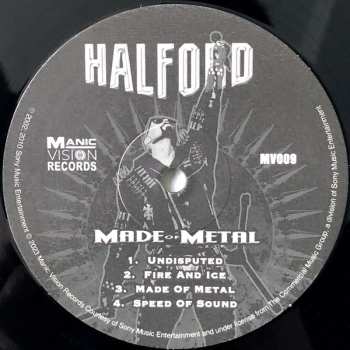 HALFORD
MANIC
VISION
RECORDS
MV009
MADE OF METAL
1. UNDISPUTED
2. FIRE AND ICE
3. MADE OF METAL
4. SPEED OF SOUND
℗ 2002, 2010 Sony Music Entertainment
© 2023 Manic Vision Records Courtesy of Sony Music Entertainment and under license from The Commercial Music Group, a division of Sony Music Entertainment